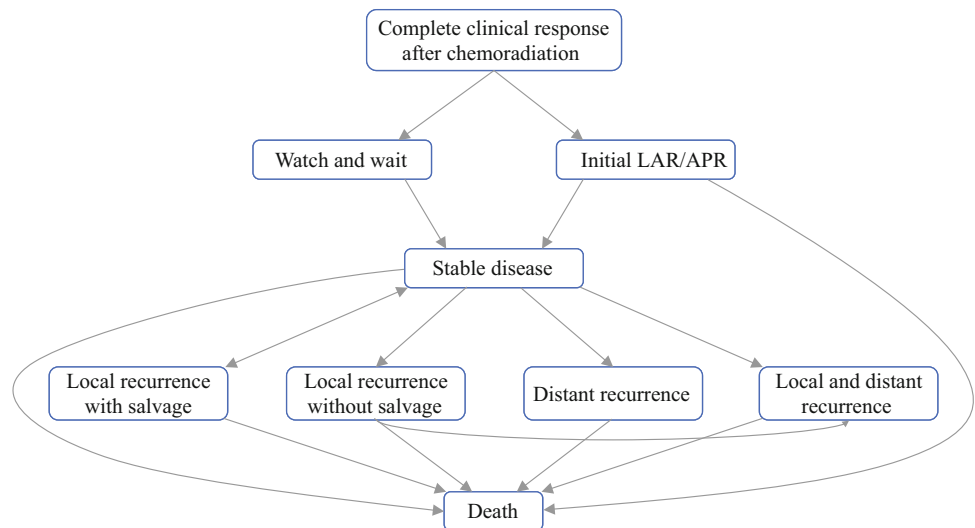 Complete clinical response
after chemoradiation
Watch and wait
Initial LAR/APR
Stable disease
Local recurrence
with salvage
Local recurrence
without salvage
Distant recurrence
Local and distant
recurrence
Death